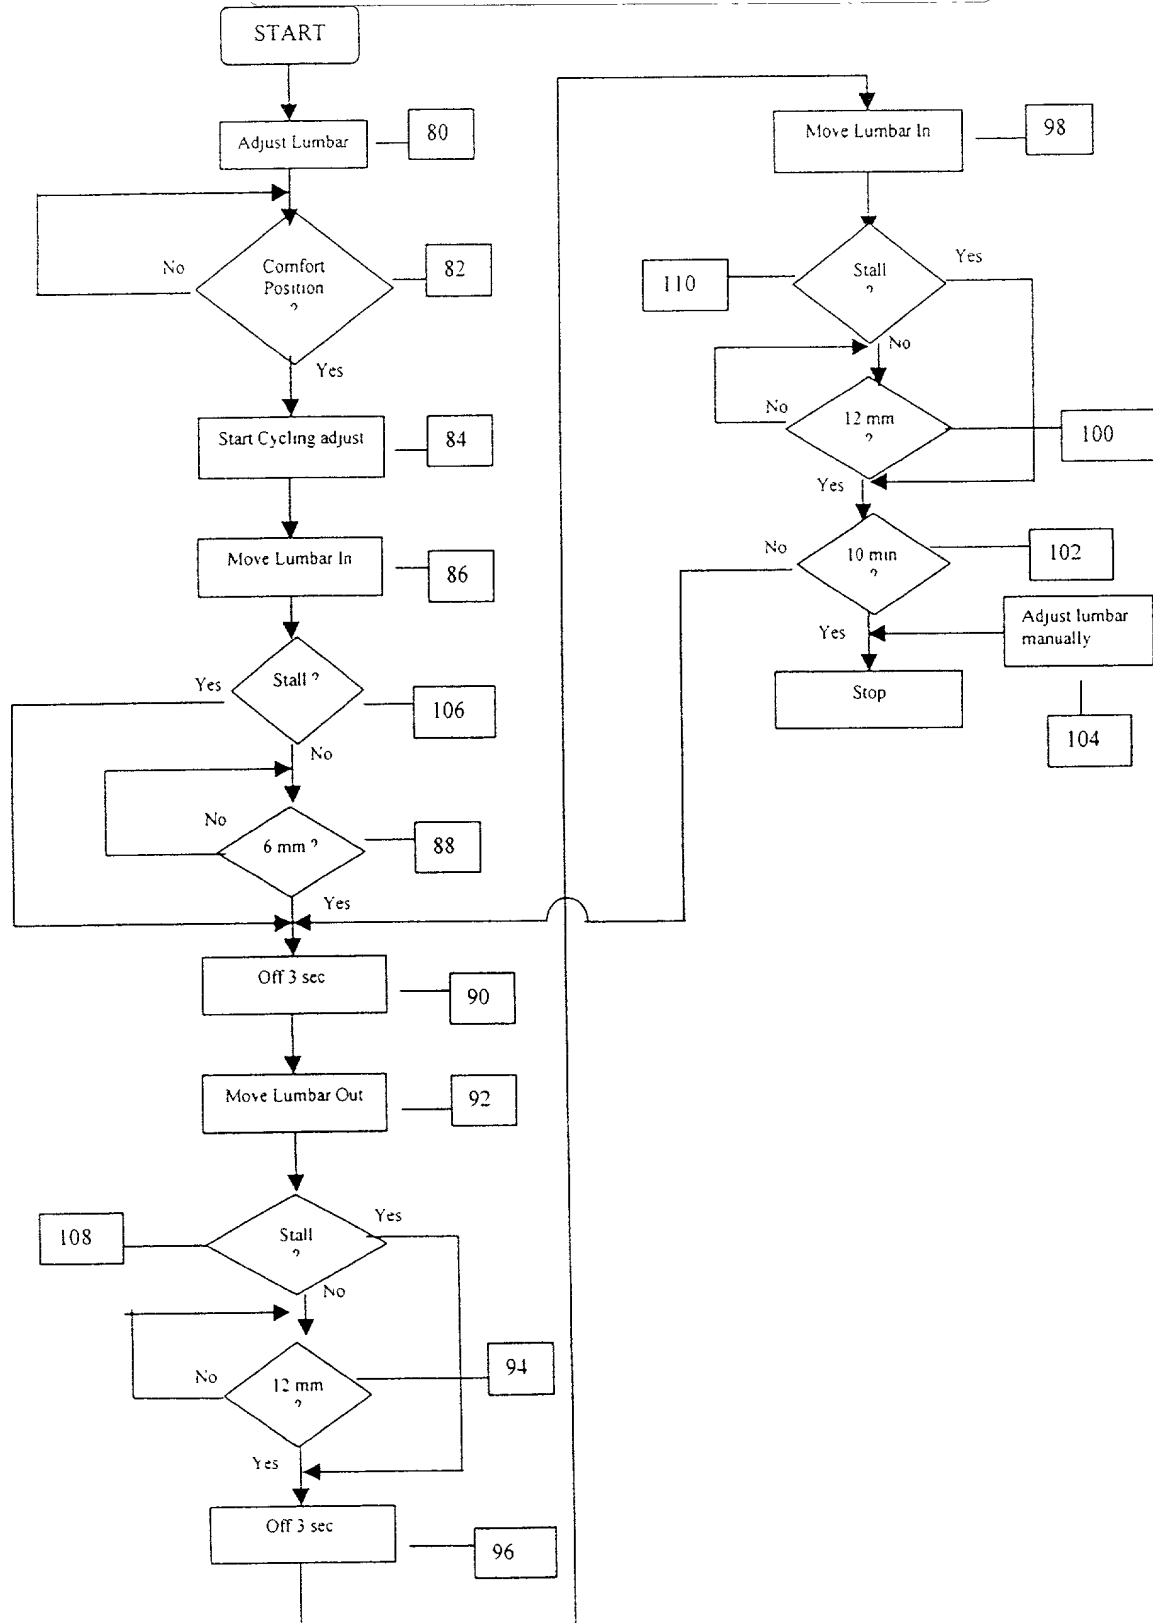 START
Adjust Lumbar
80
No
Comfort
Position
?
82
Yes
Start Cycling adjust
84
Move Lumbar In
86
Yes
Stall ?
106
No
No
6 mm ?
88
Yes
Off 3 sec
90
Move Lumbar Out
92
108
Stall
?
Yes
No
No
12 mm
?
94
Yes
Off 3 sec
96
Move Lumbar In
98
110
Stall
?
Yes
No
No
12 mm
?
100
Yes
No
10 min
?
102
Yes
Adjust lumbar
manually
Stop
104